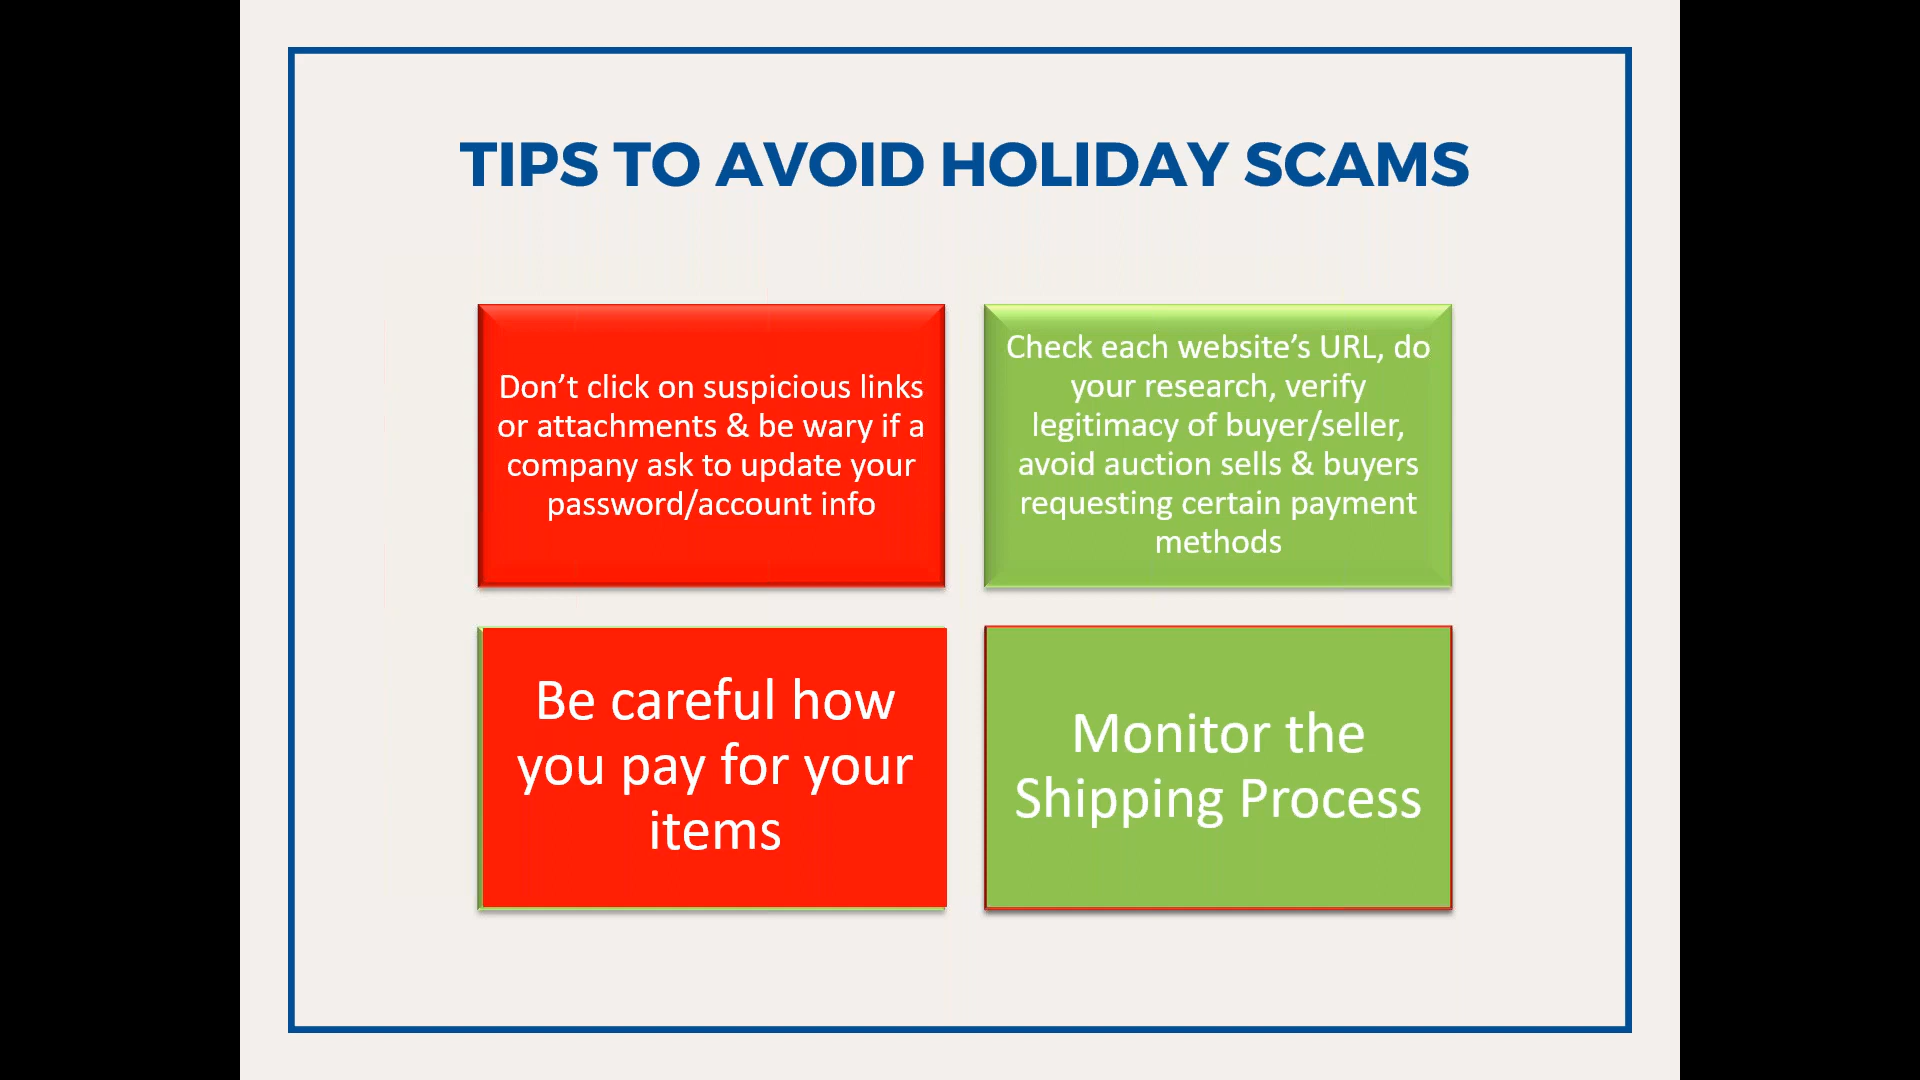 TIPS TO AVOID HOLIDAY SCAMS
Don’t click on suspicious links
or attachments & be wary if a
company ask to update your
password/account info
Check each website’s URL, do
your research, verify
legitimacy of buyer/seller,
avoid auction sells & buyers
requesting certain payment
methods
Be careful how
you pay for your
items
Monitor the
Shipping Process